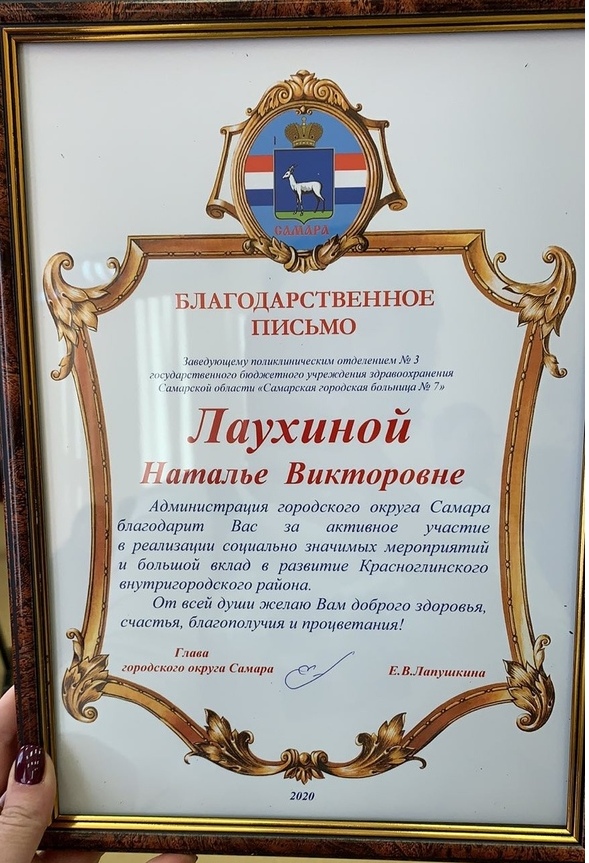 САМАРА
БЛАГОДАРСТВЕННОЕ
ПИСЬМО
Заведующему поликлиническим отделением № 3
государственного бюджетного учреждения здравоохранения
Самарской области «Самарская городская больница № 7»
Лаухиной
Наталье Викторовне
Администрация городского округа Самара
благодарит Вас за активное участие
в реализации социально значимых мероприятий
и большой вклад в развитие Красноглинского
внутригородского района.
От всей души желаю Вам доброго здоровья,
счастья, благополучия и процветания!
Глава
городского округа Самара
Е.В.Лапушкина
2020